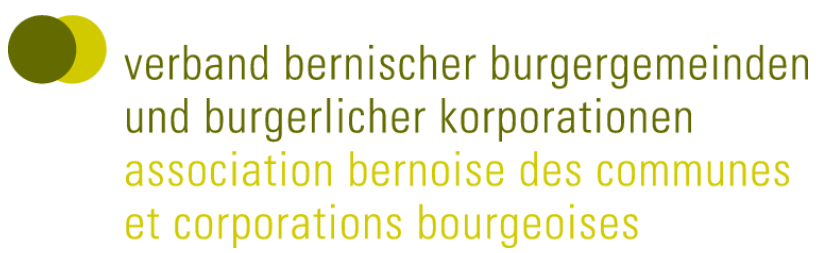 verband bernischer burgergemeinden
und burgerlicher korporationen
association bernoise des communes
et corporations bourgeoises